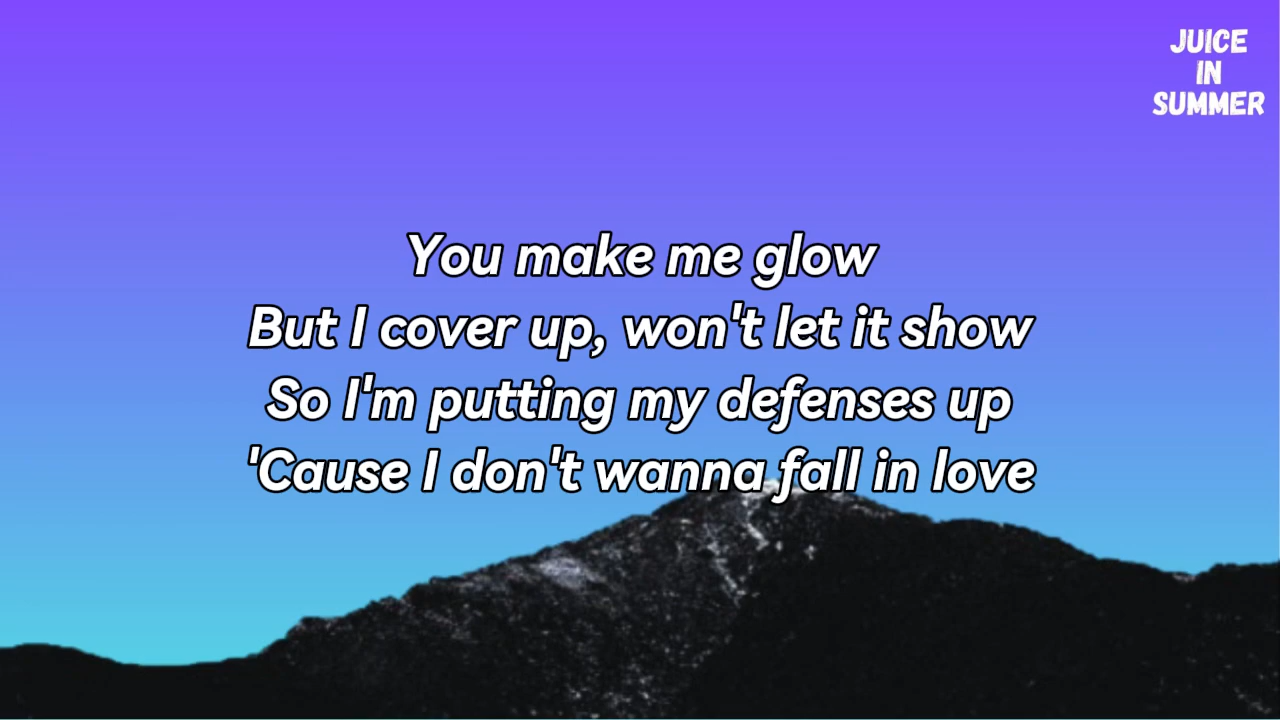 JUICE
IN
SUMMER
You make me glow
But I cover up, won't let it show
So I'm putting my defenses up
'Cause I don't wanna fall in love